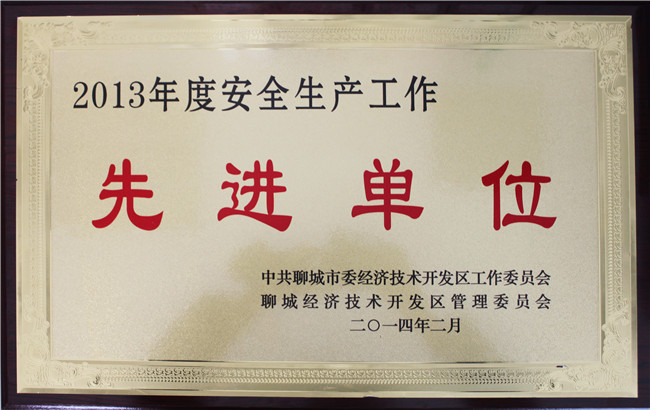 2013年度安全生产工作
先进单位
中共聊城市委经济技术开发区工作委员会
聊城经济技术开发区管理委员会
二〇一四年二月